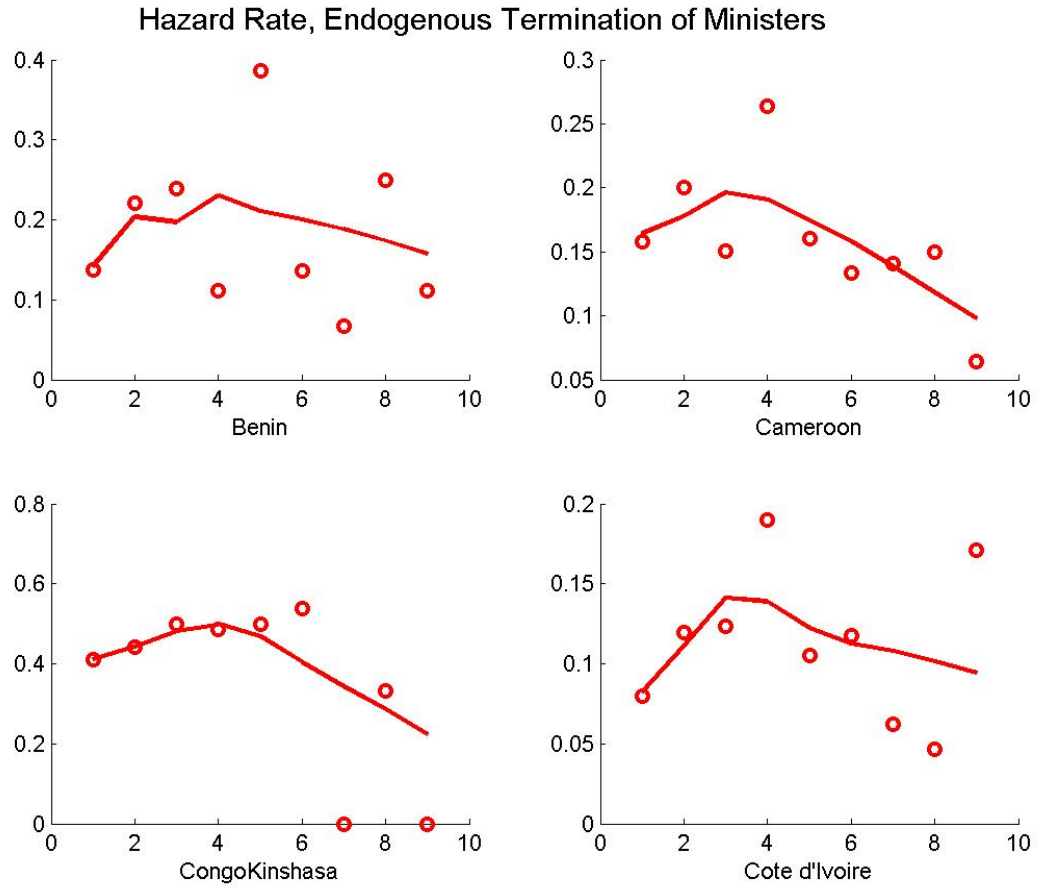 Hazard Rate, Endogenous Termination of Ministers
0.4
0.3
0.2
0.1
0
0 2 4 6 8 10
Benin
0.3
0.25
0.2
0.15
0.1
0.05
0 2 4 6 8 10
Cameroon
0.8
0.6
0.4
0.2
0
0 2 4 6 8 10
CongoKinshasa
0.2
0.15
0.1
0.05
0
0 2 4 6 8 10
Cote d'Ivoire